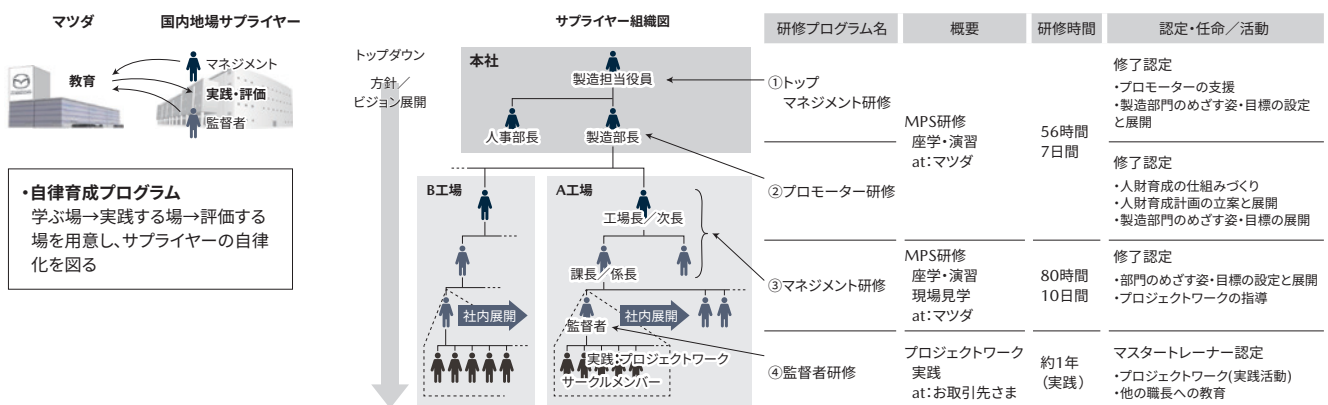 マツダ
国内地場サプライヤー
教育
マネジメント
実践・評価
監督者
・自律育成プログラム
学ぶ場→実践する場→評価する
場を用意し、サプライヤーの自律
化を図る
サプライヤー組織図
トップダウン
方針／
ビジョン展開
本社
製造担当役員
人事部長
製造部長
B工場
A工場
工場長／次長
課長／係長
社内展開
社内展開
監督者
実践・プロジェクトワーク
サークルメンバー
研修プログラム名
概要
研修時間
認定・任命／活動
①トップ
マネジメント研修
②プロモーター研修
MPS研修
座学・演習
at：マツダ
56時間
7日間
修了認定
・プロモーターの支援
・製造部門のめざす姿・目標の設定
と展開
修了認定
・人財育成の仕組みづくり
・人財育成計画の立案と展開
・製造部門のめざす姿・目標の展開
③マネジメント研修
MPS研修
座学・演習
現場見学
at：マツダ
80時間
10日間
修了認定
・部門のめざす姿・目標の設定と展開
・プロジェクトワークの指導
④監督者研修
プロジェクトワーク
実践
at：お取引先さま
約1年
（実践）
マスタートレーナー認定
・プロジェクトワーク(実践活動)
・他の職長への教育